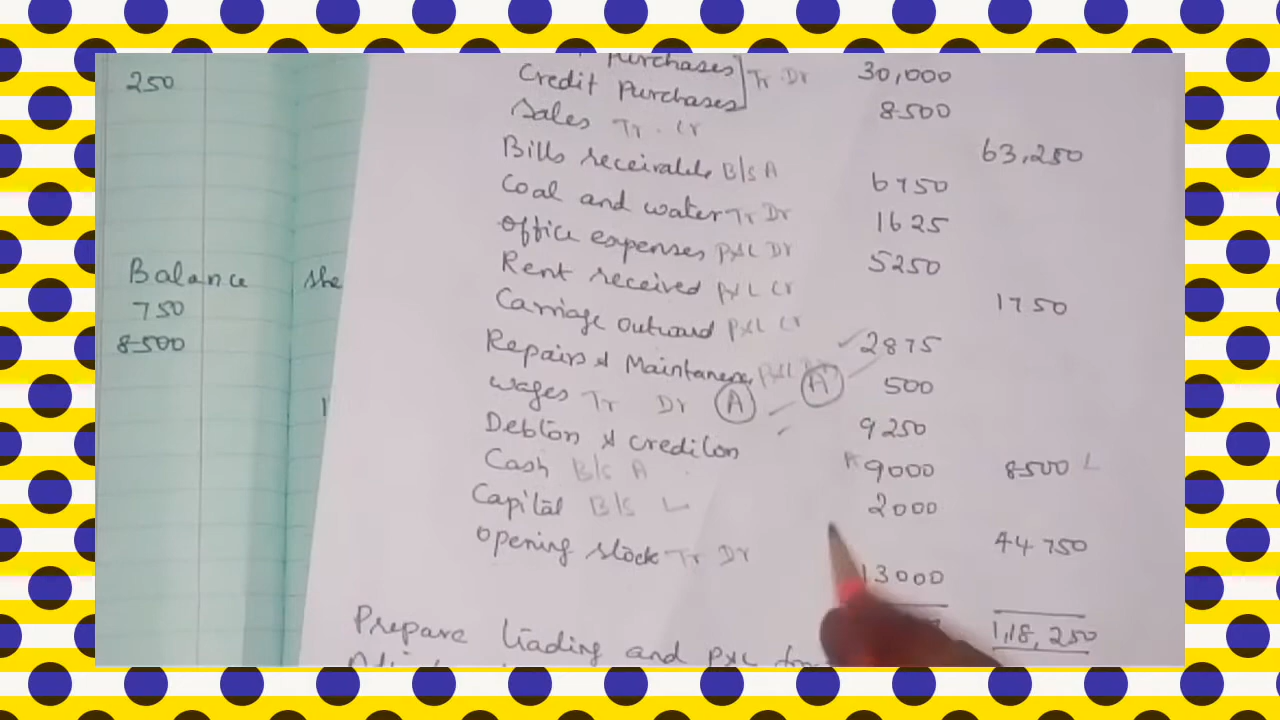 250
Balance she
750
8500
purchases Tr Dr 30,000
Credit purchases 8500
Sales Tr. Cr 63,250
Bills receivable B/s A 6750
Coal and water Tr Dr 1625
Office expenses P&L Dr 5250
Rent received P&L Cr 1750
Carriage outward P&L Cr 2875
Repairs & Maintanence P&L A 500
Wages Tr Dr A 9250
Debtors & Creditors A 9000 8500 L
Cash B/s A 2000
Capital B/s L 44750
Opening stock Tr Dr 13000
1,18,250
Prepare trading and P&L